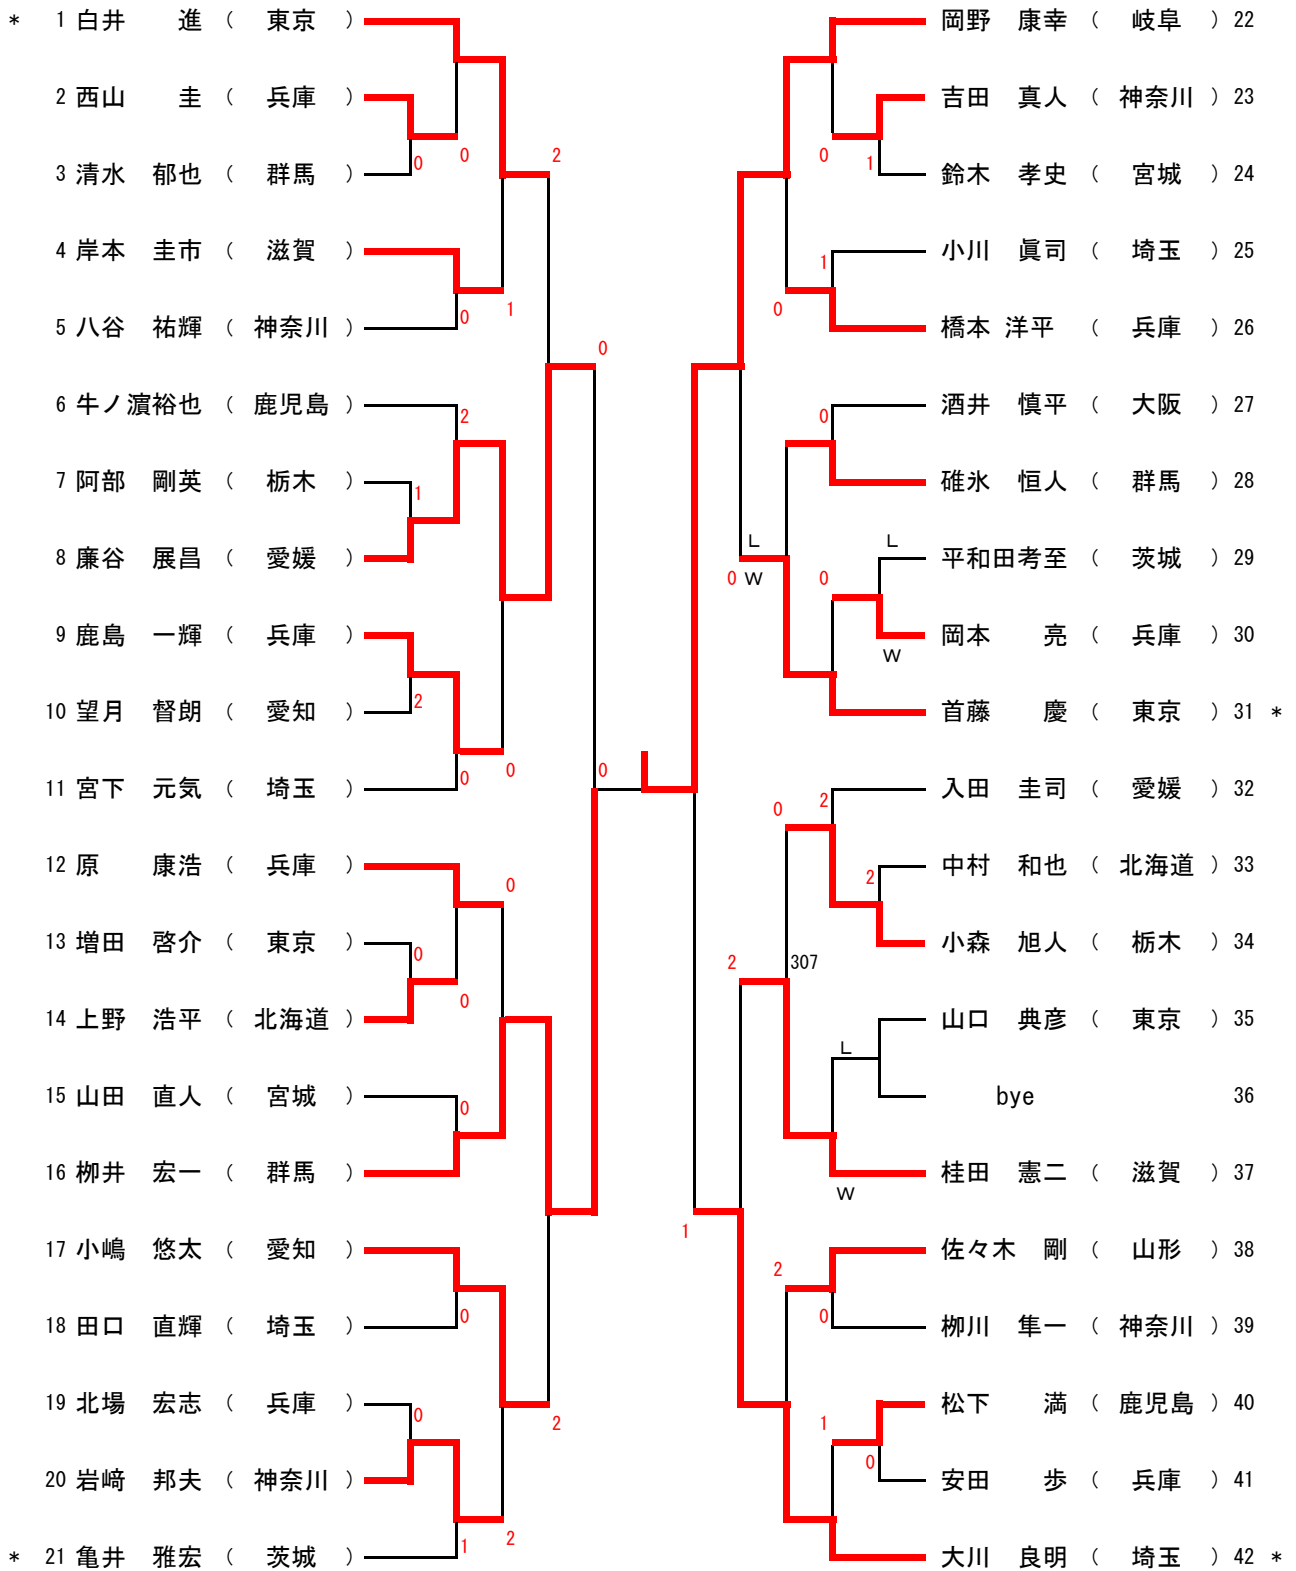 * 1 白井　　進 （ 東京 ）
2 西山　　圭 （ 兵庫 ）
0 0 2
3 清水　郁也 （ 群馬 ）
4 岸本　圭市 （ 滋賀 ）
0 1
5 八谷　祐輝 （ 神奈川 ）
0
6 牛ノ濵裕也 （ 鹿児島 ）
2
7 阿部　剛英 （ 栃木 ）
1
8 廉谷　展昌 （ 愛媛 ）
9 鹿島　一輝 （ 兵庫 ）
2
10 望月　督朗 （ 愛知 ）
0 0 0
11 宮下　元気 （ 埼玉 ）
12 原　　康浩 （ 兵庫 ）
0
13 増田　啓介 （ 東京 ）
0
0
14 上野　浩平 （ 北海道 ）
15 山田　直人 （ 宮城 ）
0
16 栁井　宏一 （ 群馬 ）
17 小嶋　悠太 （ 愛知 ）
0
18 田口　直輝 （ 埼玉 ）
19 北場　宏志 （ 兵庫 ）
0 2
20 岩﨑　邦夫 （ 神奈川 ）
1 2
* 21 亀井　雅宏 （ 茨城 ）
岡野　康幸 （ 岐阜 ） 22
吉田　真人 （ 神奈川 ） 23
0 1
鈴木　孝史 （ 宮城 ） 24
小川　眞司 （ 埼玉 ） 25
1
0
橋本 洋平 （ 兵庫 ） 26
酒井　慎平 （ 大阪 ） 27
0
碓氷　恒人 （ 群馬 ） 28
L L
平和田考至 （ 茨城 ） 29
0 W 0
岡本　　亮 （ 兵庫 ） 30
W
首藤　　慶 （ 東京 ） 31 *
入田　圭司 （ 愛媛 ） 32
0 2
中村　和也 （ 北海道 ） 33
2
小森　旭人 （ 栃木 ） 34
2 307
山口　典彦 （ 東京 ） 35
L
bye 36
桂田　憲二 （ 滋賀 ） 37
W
1
佐々木　剛 （ 山形 ） 38
2
0
栁川　隼一 （ 神奈川 ） 39
松下　　満 （ 鹿児島 ） 40
1
0
安田　　歩 （ 兵庫 ） 41
大川　良明 （ 埼玉 ） 42 *